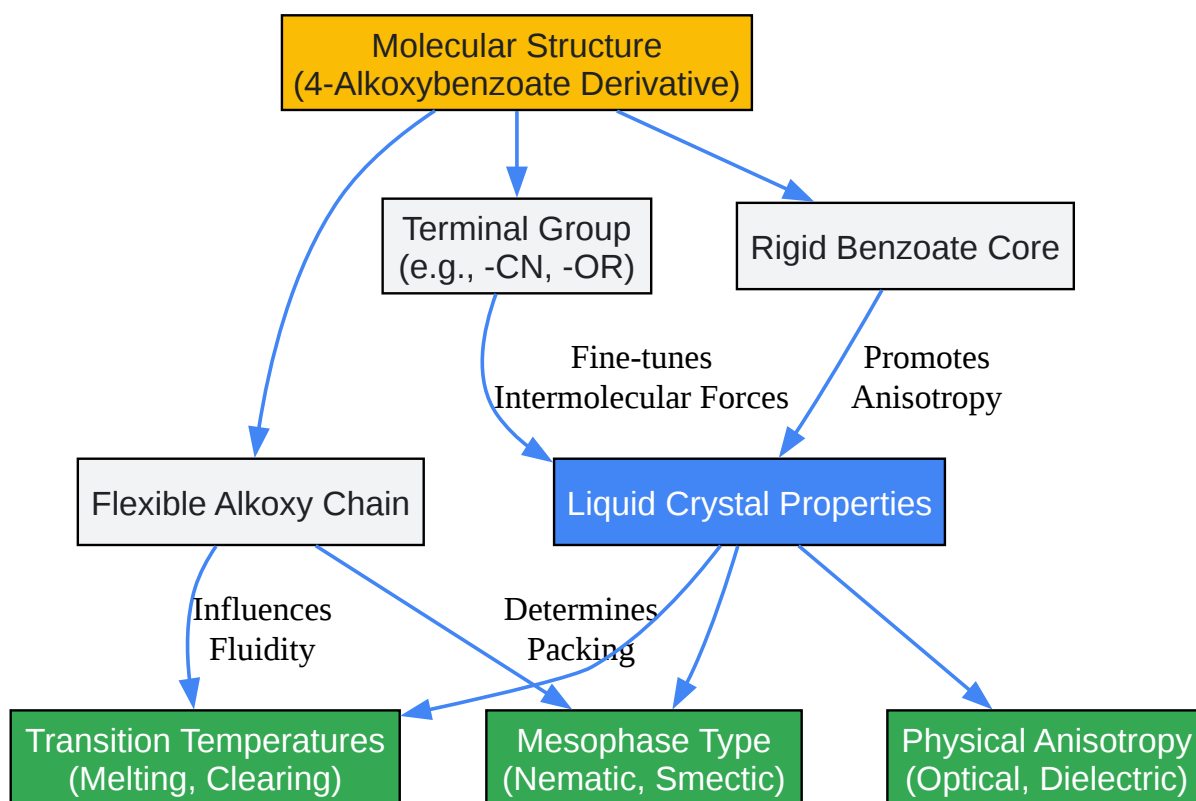 Molecular Structure
(4-Alkoxybenzoate Derivative)
Terminal Group
(e.g., -CN, -OR)
Rigid Benzoate Core
Fine-tunes
Intermolecular Forces
Promotes
Anisotropy
Flexible Alkoxy Chain
Liquid Crystal Properties
Influences
Fluidity
Determines
Packing
Transition Temperatures
(Melting, Clearing)
Mesophase Type
(Nematic, Smectic)
Physical Anisotropy
(Optical, Dielectric)